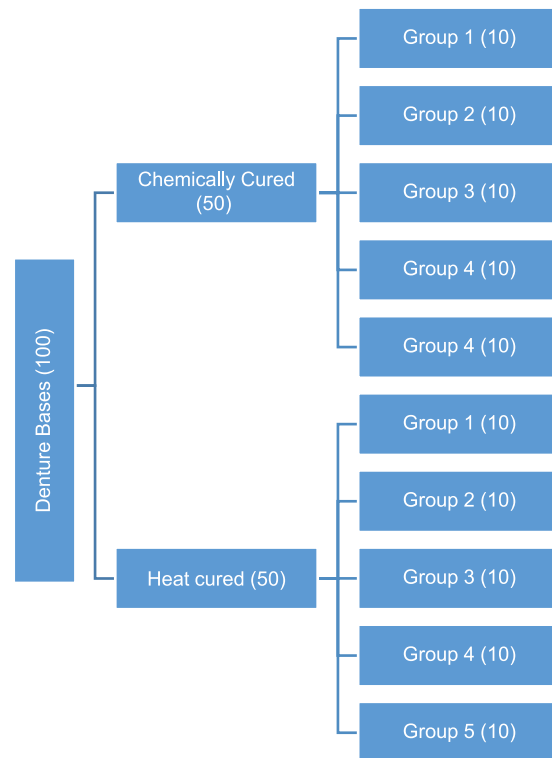 Denture Bases (100)
Chemically Cured
(50)
Group 1 (10)
Group 2 (10)
Group 3 (10)
Group 4 (10)
Group 4 (10)
Heat cured (50)
Group 1 (10)
Group 2 (10)
Group 3 (10)
Group 4 (10)
Group 5 (10)